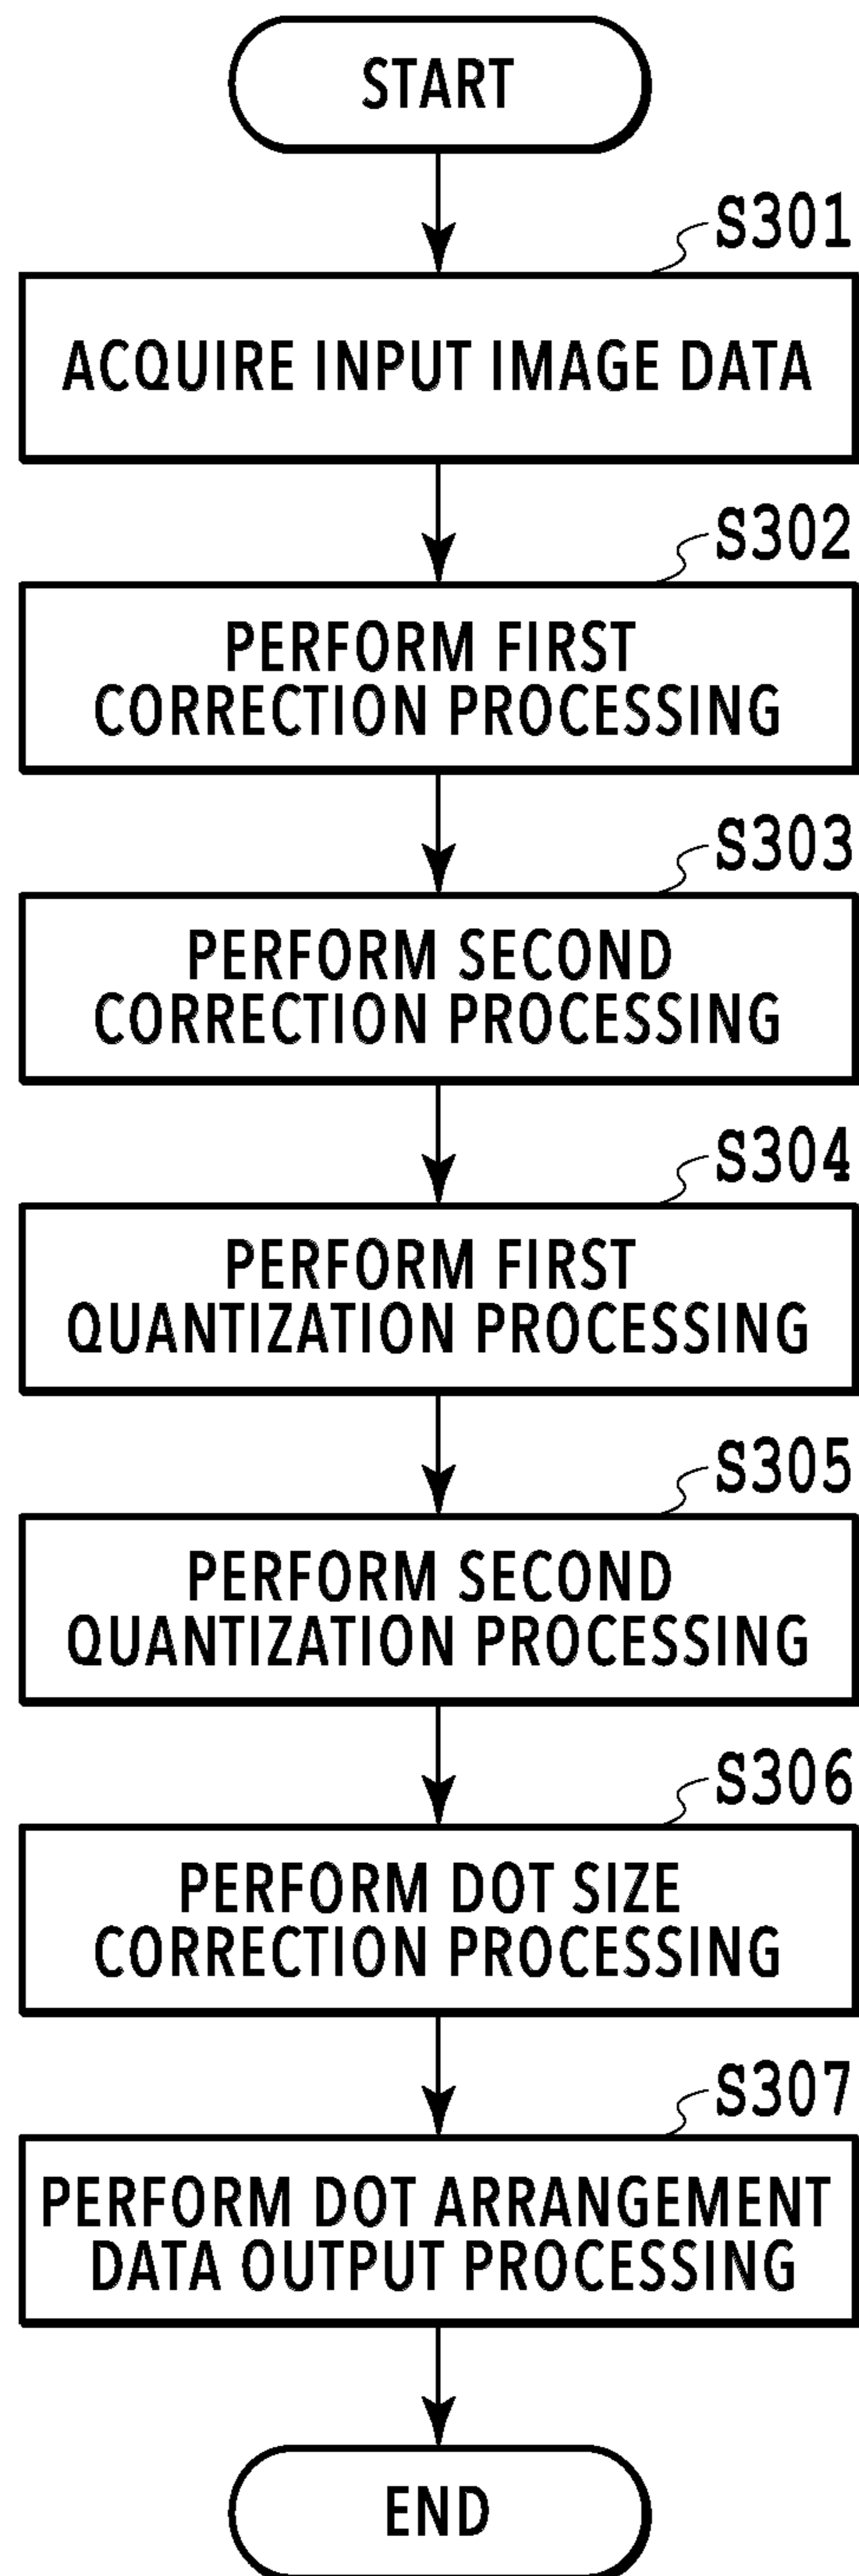 START
S301
ACQUIRE INPUT IMAGE DATA
S302
PERFORM FIRST
CORRECTION PROCESSING
S303
PERFORM SECOND
CORRECTION PROCESSING
S304
PERFORM FIRST
QUANTIZATION PROCESSING
S305
PERFORM SECOND
QUANTIZATION PROCESSING
S306
PERFORM DOT SIZE
CORRECTION PROCESSING
S307
PERFORM DOT ARRANGEMENT
DATA OUTPUT PROCESSING
END